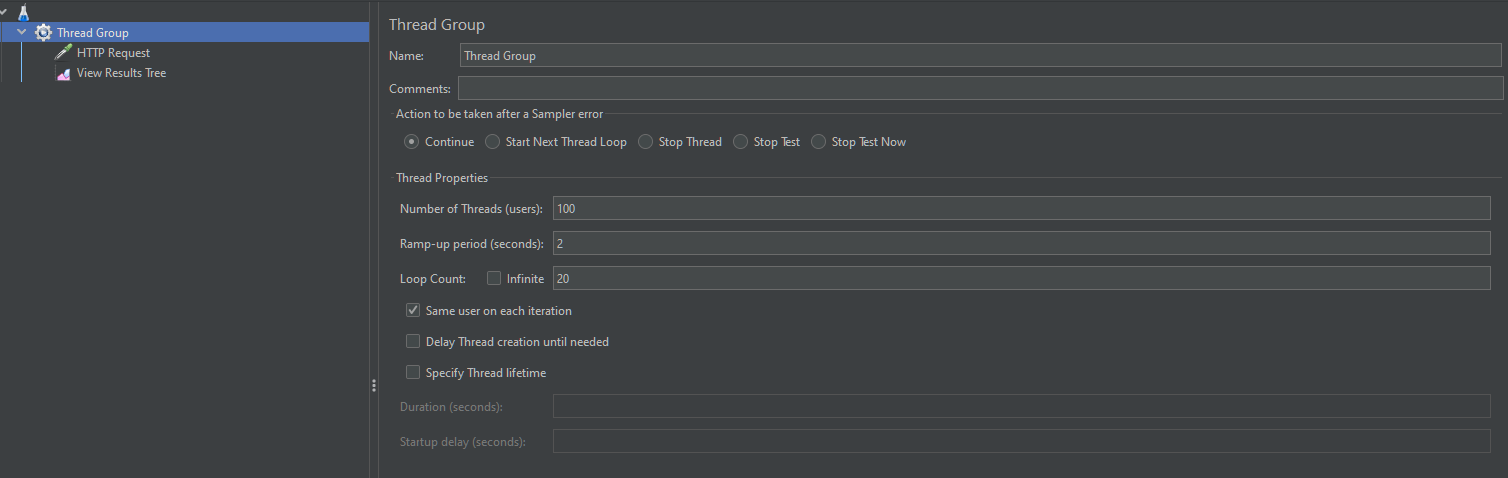 Thread Group
HTTP Request
View Results Tree
Thread Group
Name: Thread Group
Comments:
Action to be taken after a Sampler error
Continue Start Next Thread Loop Stop Thread Stop Test Stop Test Now
Thread Properties
Number of Threads (users): 100
Ramp-up period (seconds): 2
Loop Count: Infinite 20
Same user on each iteration
Delay Thread creation until needed
Specify Thread lifetime
Duration (seconds):
Startup delay (seconds):